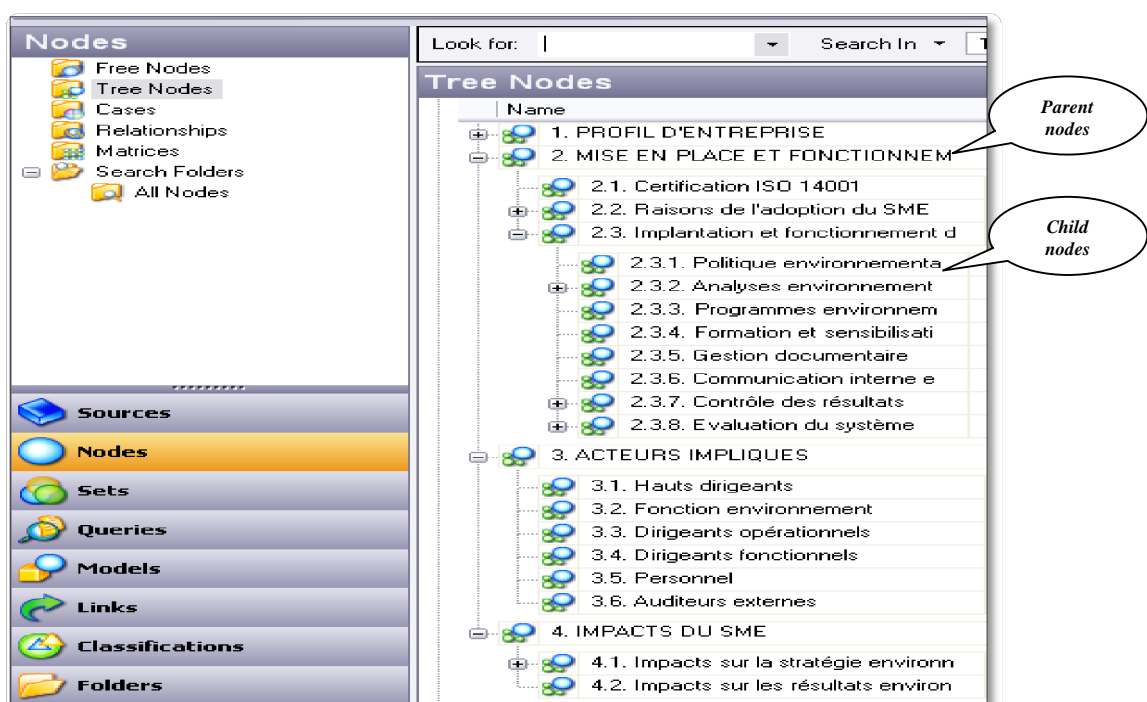 Nodes
Free Nodes
Tree Nodes
Cases
Relationships
Matrices
Search Folders
All Nodes
Sources
Nodes
Sets
Queries
Models
Links
Classifications
Folders
Look for:
Search In
Tree Nodes
Name
1. PROFIL D'ENTREPRISE
2. MISE EN PLACE ET FONCTIONNEM
2.1. Certification ISO 14001
2.2. Raisons de l'adoption du SME
2.3. Implantation et fonctionnement d
2.3.1. Politique environnementa
2.3.2. Analyses environnement
2.3.3. Programmes environnem
2.3.4. Formation et sensibilisati
2.3.5. Gestion documentaire
2.3.6. Communication interne e
2.3.7. Contrôle des résultats
2.3.8. Evaluation du système
3. ACTEURS IMPLIQUES
3.1. Hauts dirigeants
3.2. Fonction environnement
3.3. Dirigeants opérationnels
3.4. Dirigeants fonctionnels
3.5. Personnel
3.6. Auditeurs externes
4. IMPACTS DU SME
4.1. Impacts sur la stratégie environn
4.2. Impacts sur les résultats environ
Parent
nodes
Child
nodes